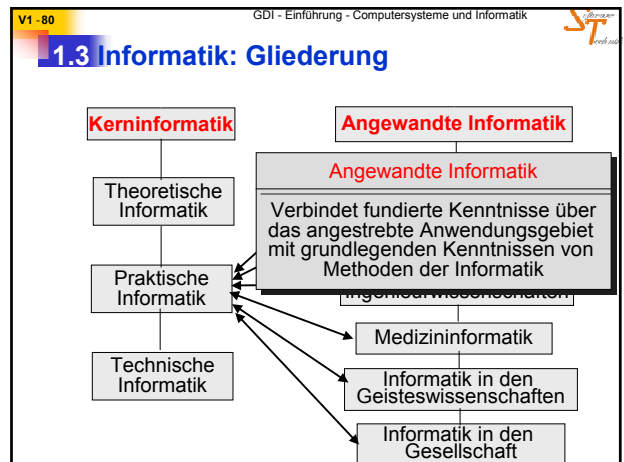 V1 -80
GDI - Einführung - Computersysteme und Informatik
1.3 Informatik: Gliederung
Kerninformatik
Theoretische
Informatik
Praktische
Informatik
Technische
Informatik
Angewandte Informatik
Angewandte Informatik
Verbindet fundierte Kenntnisse über
das angestrebte Anwendungsgebiet
mit grundlegenden Kenntnissen von
Methoden der Informatik
Ingenieurwissenschaften
Medizininformatik
Informatik in den
Geisteswissenschaften
Informatik in den
Gesellschaft